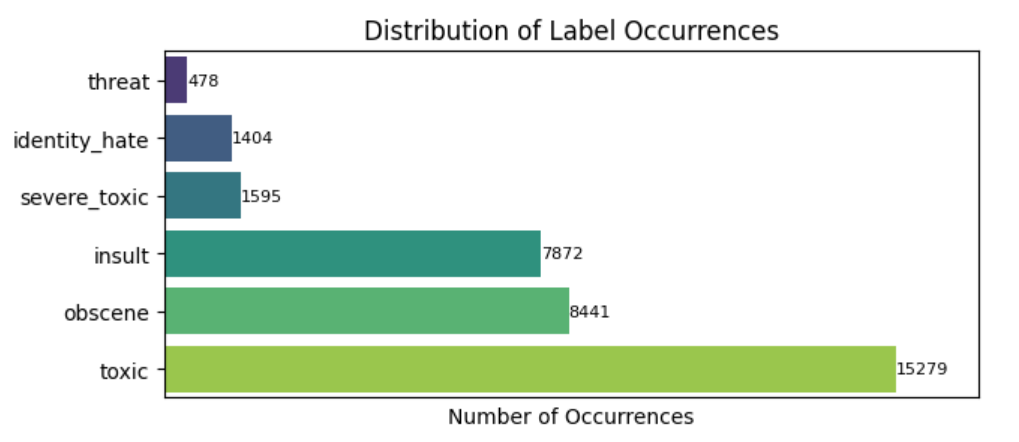 Distribution of Label Occurrences
threat 478
identity_hate 1404
severe_toxic 1595
insult 7872
obscene 8441
toxic 15279
Number of Occurrences